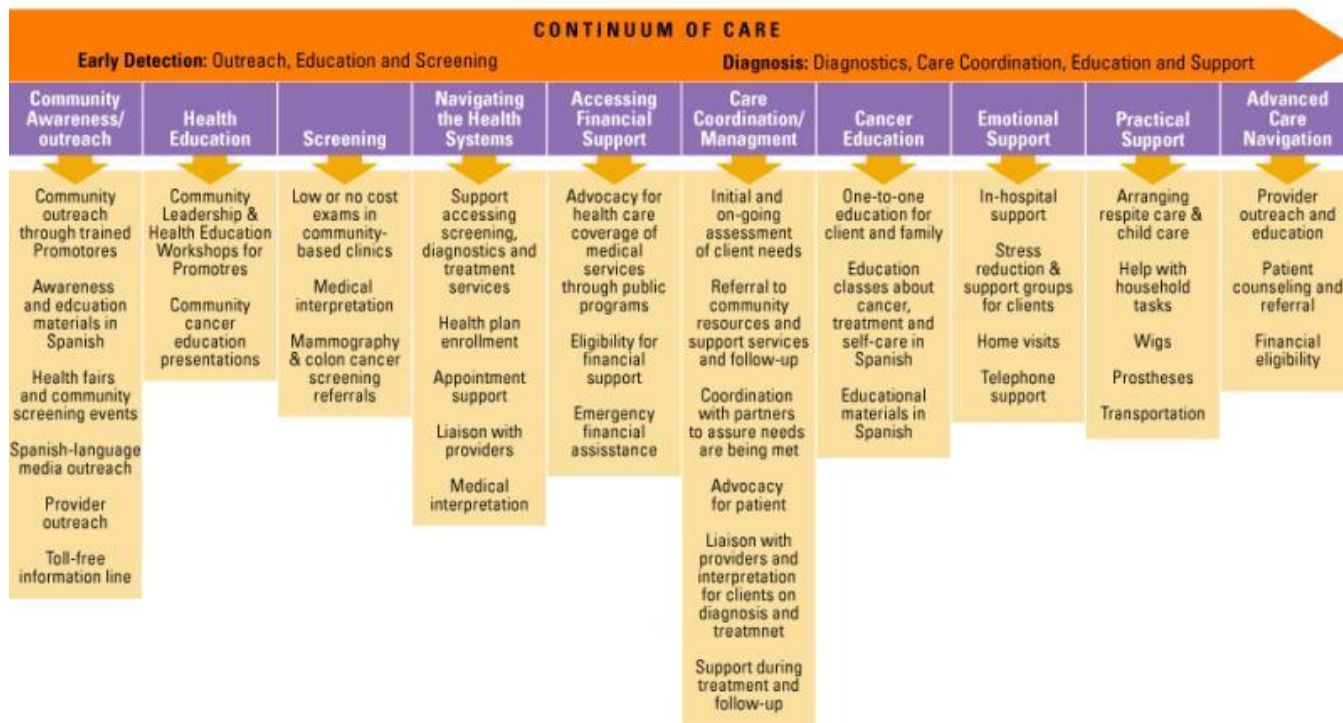 CONTINUUM OF CARE
Early Detection: Outreach, Education and Screening
Diagnosis: Diagnostics, Care Coordination, Education and Support
Community
Awareness/
outreach
Health
Education
Screening
Navigating
the Health
Systems
Accessing
Financial
Support
Care
Coordination/
Managment
Cancer
Education
Emotional
Support
Practical
Support
Advanced
Care
Navigation
Community
outreach
through trained
Promotores
Awareness
and edcuation
materials in
Spanish
Health fairs
and community
screening events
Spanish-language
media outreach
Provider
outreach
Toll-free
information line
Community
Leadership &
Health Education
Workshops for
Promotres
Community
cancer
education
presentations
Low or no cost
exams in
community-
based clinics
Medical
interpretation
Mammography
& colon cancer
screening
referrals
Support
accessing
screening,
diagnostics and
treatment
services
Health plan
enrollment
Appointment
support
Liaison with
providers
Medical
interpretation
Advocacy for
health care
coverage of
medical
services
through public
programs
Eligibility for
financial
support
Emergency
financial
assisstance
Initial and
on-going
assessment
of client needs
Referral to
community
resources and
support services
and follow-up
Coordination
with partners
to assure needs
are being met
Advocacy
for patient
Liaison with
providers and
interpretation
for clients on
diagnosis and
treatmnet
Support during
treatment and
follow-up
One-to-one
education for
client and family
Education
classes about
cancer,
treatment and
self-care in
Spanish
Educational
materials in
Spanish
In-hospital
support
Stress
reduction &
support groups
for clients
Home visits
Telephone
support
Arranging
respite care &
child care
Help with
household
tasks
Wigs
Prostheses
Transportation
Provider
outreach and
education
Patient
counseling and
referral
Financial
eligibility